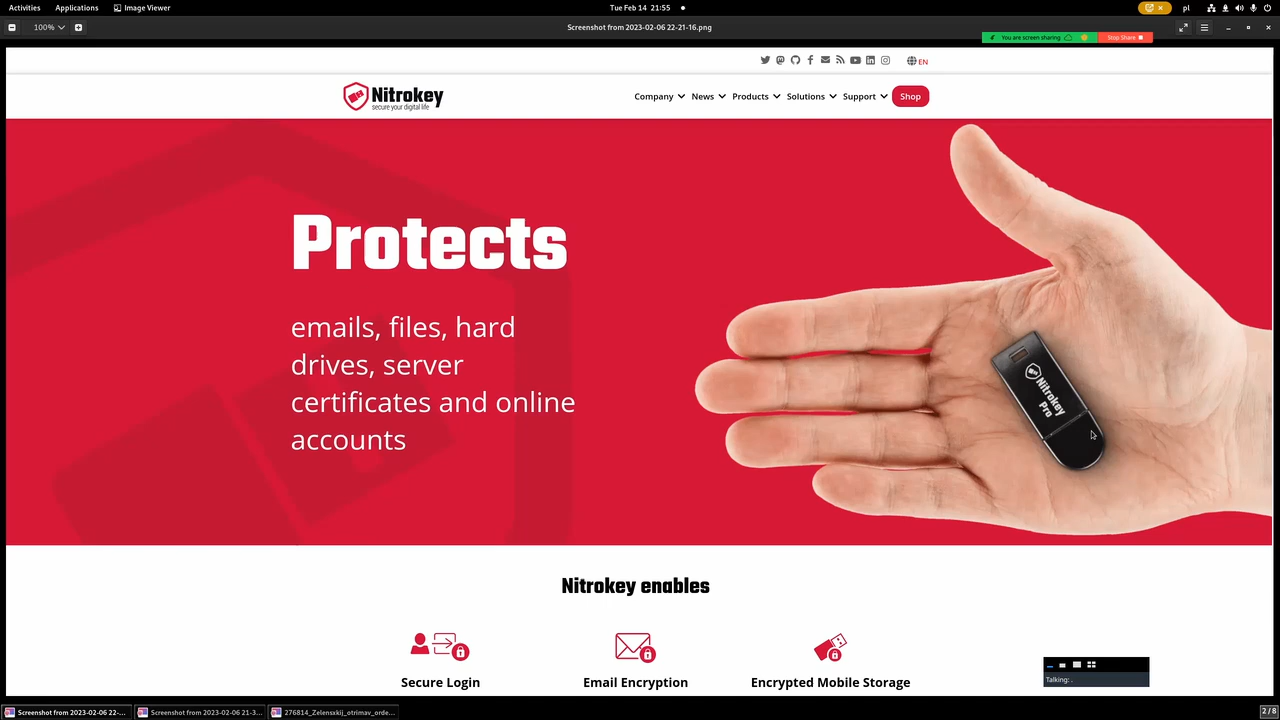 Activities Applications Image Viewer Tue Feb 14 21:55 pl
100% Screenshot from 2023-02-06 22-21-16.png
You are screen sharing Stop Share
EN
Nitrokey
secure your digital life
Company News Products Solutions Support Shop
Protects
emails, files, hard
drives, server
certificates and online
accounts
Nitrokey
Pro
Nitrokey enables
Secure Login Email Encryption Encrypted Mobile Storage
Talking: .
Screenshot from 2023-02-06 22-... Screenshot from 2023-02-06 21-3... 276814_Zelensxkij_otrimav_orde... 2 / 8